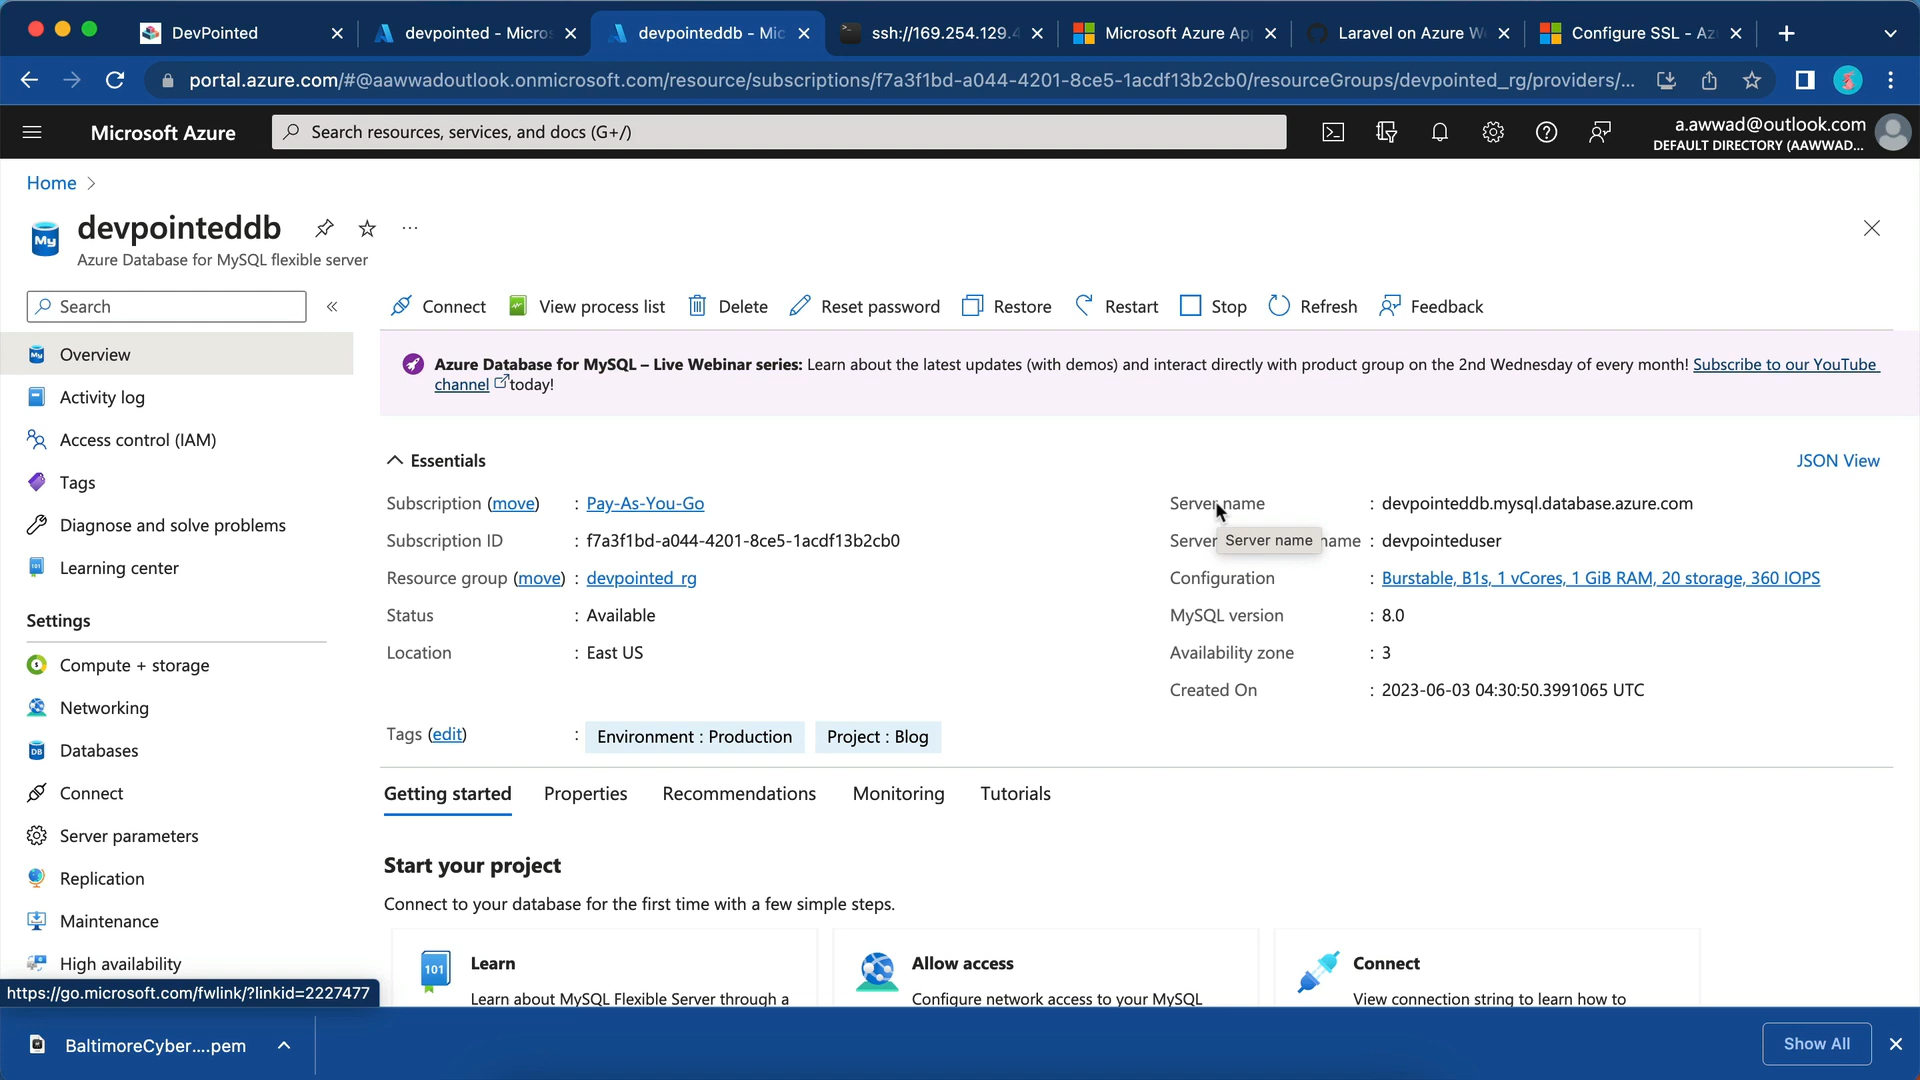 DevPointed
devpointed - Micros
devpointeddb - Mic
ssh://169.254.129.4
Microsoft Azure Ap
Laravel on Azure W
Configure SSL - Az
portal.azure.com/#@aawwadoutlook.onmicrosoft.com/resource/subscriptions/f7a3f1bd-a044-4201-8ce5-1acdf13b2cb0/resourceGroups/devpointed_rg/providers/...
Microsoft Azure
Search resources, services, and docs (G+/)
a.awwad@outlook.com
DEFAULT DIRECTORY (AAWWAD...
Home
devpointeddb
Azure Database for MySQL flexible server
Search
Connect View process list Delete Reset password Restore Restart Stop Refresh Feedback
Overview
Activity log
Access control (IAM)
Tags
Diagnose and solve problems
Learning center
Settings
Compute + storage
Networking
Databases
Connect
Server parameters
Replication
Maintenance
High availability
Azure Database for MySQL – Live Webinar series: Learn about the latest updates (with demos) and interact directly with product group on the 2nd Wednesday of every month! Subscribe to our YouTube
channel today!
Essentials
JSON View
Subscription (move) : Pay-As-You-Go
Subscription ID : f7a3f1bd-a044-4201-8ce5-1acdf13b2cb0
Resource group (move) : devpointed_rg
Status : Available
Location : East US
Server name : devpointeddb.mysql.database.azure.com
Server name : devpointeduser
Server name
Configuration : Burstable, B1s, 1 vCores, 1 GiB RAM, 20 storage, 360 IOPS
MySQL version : 8.0
Availability zone : 3
Created On : 2023-06-03 04:30:50.3991065 UTC
Tags (edit) : Environment : Production Project : Blog
Getting started Properties Recommendations Monitoring Tutorials
Start your project
Connect to your database for the first time with a few simple steps.
101
Learn
Learn about MySQL Flexible Server through a
Allow access
Configure network access to your MySQL
Connect
View connection string to learn how to
https://go.microsoft.com/fwlink/?linkid=2227477
BaltimoreCyber....pem
Show All